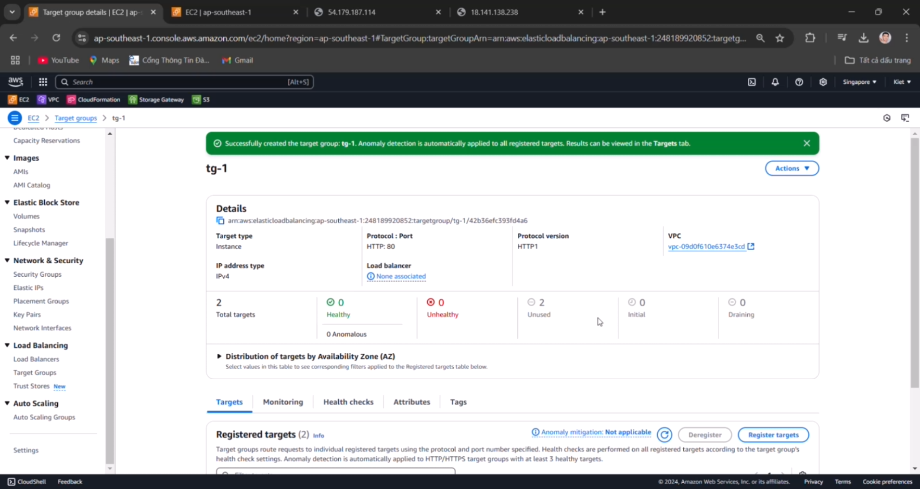 Target group details | EC2 | ap-
EC2 | ap-southeast-1
54.179.187.114
18.141.138.238
ap-southeast-1.console.aws.amazon.com/ec2/home?region=ap-southeast-1#TargetGroup:targetGroupArn=arn:aws:elasticloadbalancing:ap-southeast-1:248189920852:targetg...
YouTube
Maps
Cổng Thông Tin Đà...
Gmail
Tất cả dấu trang
aws
Search
[Alt+S]
Singapore
Kiet
EC2
VPC
CloudFormation
Storage Gateway
S3
EC2 > Target groups > tg-1
Dedicated Hosts
Capacity Reservations
Images
AMIs
AMI Catalog
Elastic Block Store
Volumes
Snapshots
Lifecycle Manager
Network & Security
Security Groups
Elastic IPs
Placement Groups
Key Pairs
Network Interfaces
Load Balancing
Load Balancers
Target Groups
Trust Stores New
Auto Scaling
Auto Scaling Groups
Settings
Successfully created the target group: tg-1. Anomaly detection is automatically applied to all registered targets. Results can be viewed in the Targets tab.
tg-1
Actions
Details
arn:aws:elasticloadbalancing:ap-southeast-1:248189920852:targetgroup/tg-1/42b36efc393fd4a6
Target type
Instance
Protocol : Port
HTTP: 80
Protocol version
HTTP1
VPC
vpc-09d0f610e6374e3cd
IP address type
IPv4
Load balancer
None associated
2
Total targets
0
Healthy
0 Anomalous
0
Unhealthy
2
Unused
0
Initial
0
Draining
Distribution of targets by Availability Zone (AZ)
Select values in this table to see corresponding filters applied to the Registered targets table below.
Targets
Monitoring
Health checks
Attributes
Tags
Registered targets (2) Info
Anomaly mitigation: Not applicable
Deregister
Register targets
Target groups route requests to individual registered targets using the protocol and port number specified. Health checks are performed on all registered targets according to the target group's
health check settings. Anomaly detection is automatically applied to HTTP/HTTPS target groups with at least 3 healthy targets.
CloudShell
Feedback
© 2024, Amazon Web Services, Inc. or its affiliates.
Privacy
Terms
Cookie preferences